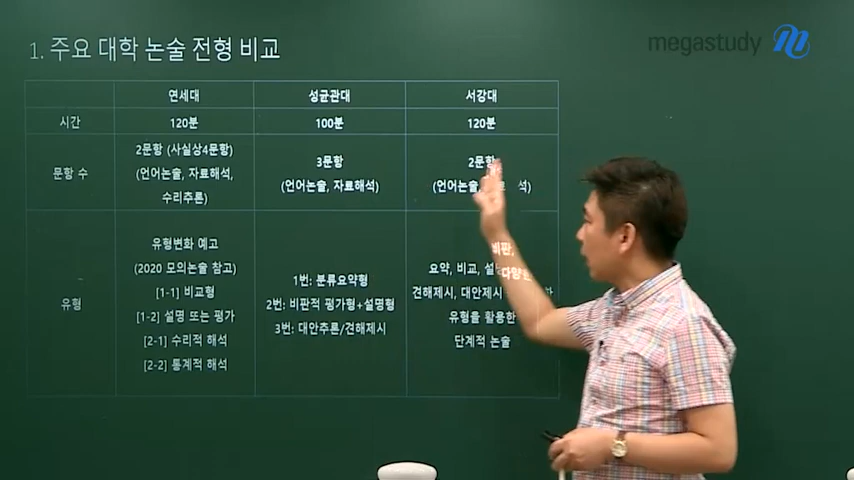 megastudy
1. 주요 대학 논술 전형 비교
연세대 성균관대 서강대
시간 120분 100분 120분
문항 수
2문항 (사실상4문항)
(언어논술, 자료해석,
수리추론)
3문항
(언어논술, 자료해석)
2문항
(언어논술, 석)
유형
유형변화 예고
(2020 모의논술 참고)
[1-1] 비교형
[1-2] 설명 또는 평가
[2-1] 수리적 해석
[2-2] 통계적 해석
1번: 분류요약형
2번: 비판적 평가형+설명형
3번: 대안추론/견해제시
요약, 비교, 비판,
견해제시, 대안제시
유형을 활용한
단계적 논술